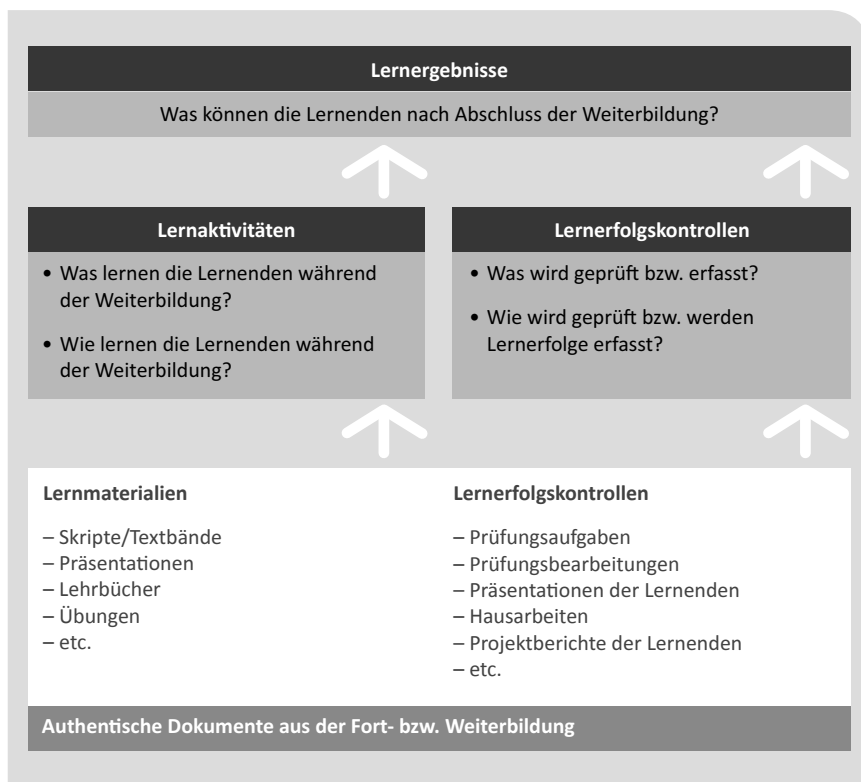 Lernergebnisse
Was können die Lernenden nach Abschluss der Weiterbildung?
Lernaktivitäten
• Was lernen die Lernenden während
der Weiterbildung?
• Wie lernen die Lernenden während
der Weiterbildung?
Lernerfolgskontrollen
• Was wird geprüft bzw. erfasst?
• Wie wird geprüft bzw. werden
Lernerfolge erfasst?
Lernmaterialien
– Skripte/Textbände
– Präsentationen
– Lehrbücher
– Übungen
– etc.
Lernerfolgskontrollen
– Prüfungsaufgaben
– Prüfungsbearbeitungen
– Präsentationen der Lernenden
– Hausarbeiten
– Projektberichte der Lernenden
– etc.
Authentische Dokumente aus der Fort- bzw. Weiterbildung